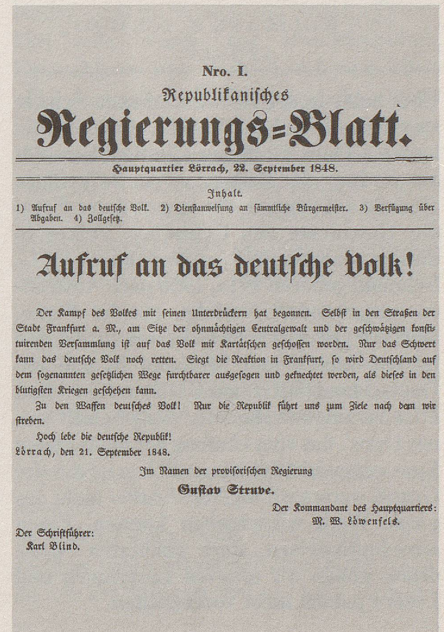 Nro. I.
Republikanisches
Regierungs=Blatt.
Hauptquartier Lörrach, 22. September 1848.
Inhalt.
1) Aufruf an das deutsche Volk. 2) Dienstanweisung an sämmtliche Bürgermeister. 3) Verfügung über
Abgaben. 4) Zollgesetz.
Aufruf an das deutsche Volk!
Der Kampf des Volkes mit seinen Unterdrückern hat begonnen. Selbst in den Straßen der
Stadt Frankfurt a. M., am Sitze der ohnmächtigen Centralgewalt und der geschwätzigen konsti-
tuirenden Versammlung ist auf das Volk mit Kartätschen geschossen worden. Nur das Schwert
kann das deutsche Volk noch retten. Siegt die Reaktion in Frankfurt, so wird Deutschland auf
dem sogenannten gesetzlichen Wege furchtbarer ausgesogen und geknechtet werden, als dieses in den
blutigsten Kriegen geschehen kann.
Zu den Waffen deutsches Volk! Nur die Republik führt uns zum Ziele nach dem wir
streben.
Hoch lebe die deutsche Republik!
Lörrach, den 21. September 1848.
Im Namen der provisorischen Regierung
Gustav Struve.
Der Kommandant des Hauptquartiers:
M. W. Löwenfels.
Der Schriftführer:
Karl Blind.